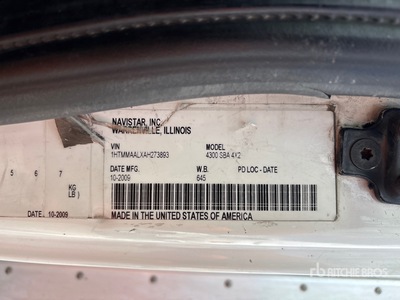 NAVISTAR, INC.
WARRENVILLE, ILLINOIS
VIN MODEL
1HTMMAALXAH273893 4300 SBA 4X2
DATE MFG. W.B. PD LOC - DATE
10-2009 645
MADE IN THE UNITED STATES OF AMERICA
5 6 7
KG
LB
DATE: 10-2009
rb RITCHIE BROS